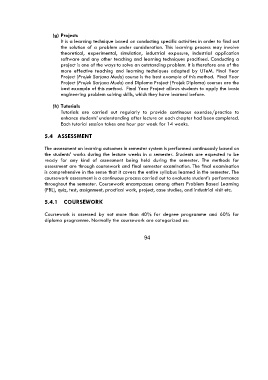 (g) Projects
It is a learning technique based on conducting specific activities in order to find out
the solution of a problem under consideration. This learning process may involve
theoretical, experimental, simulation, industrial exposure, industrial application
software and any other teaching and learning techniques practised. Conducting a
project is one of the ways to solve an outstanding problem. It is therefore one of the
more effective teaching and learning techniques adopted by UTeM. Final Year
Project (Projek Sarjana Muda) course is the best example of this method. Final Year
Project (Projek Sarjana Muda) and Diploma Project (Projek Diploma) courses are the
best example of this method. Final Year Project allows students to apply the basic
engineering problem solving skills, which they have learned before.
(h) Tutorials
Tutorials are carried out regularly to provide continuous exercise/practice to
enhance students' understanding after lecture on each chapter had been completed.
Each tutorial session takes one hour per week for 14 weeks.
5.4 ASSESSMENT
The assessment on learning outcomes in semester system is performed continuously based on
the students' works during the lecture weeks in a semester. Students are expected to be
ready for any kind of assessment being held during the semester. The methods for
assessment are through coursework and final semester examination. The final examination
is comprehensive in the sense that it covers the entire syllabus learned in the semester. The
coursework assessment is a continuous process carried out to evaluate student's performance
throughout the semester. Coursework encompasses among others Problem Based Learning
(PBL), quiz, test, assignment, practical work, project, case studies, and industrial visit etc.
5.4.1 COURSEWORK
Coursework is assessed by not more than 40% for degree programme and 60% for
diploma programme. Normally the coursework are categorized as:
94